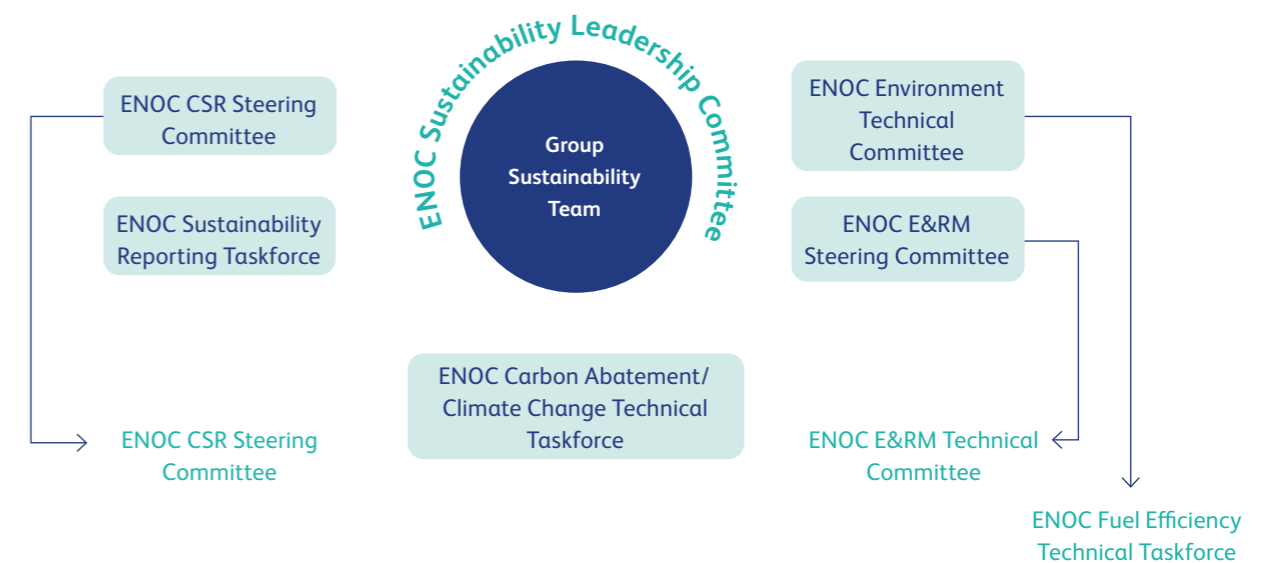 ENOC Sustainability Leadership Committee
Group
Sustainability
Team
ENOC CSR Steering
Committee
ENOC Sustainability
Reporting Taskforce
ENOC Environment
Technical
Committee
ENOC E&RM
Steering Committee
ENOC Carbon Abatement/
Climate Change Technical
Taskforce
ENOC CSR Steering
Committee
ENOC E&RM Technical
Committee
ENOC Fuel Efficiency
Technical Taskforce